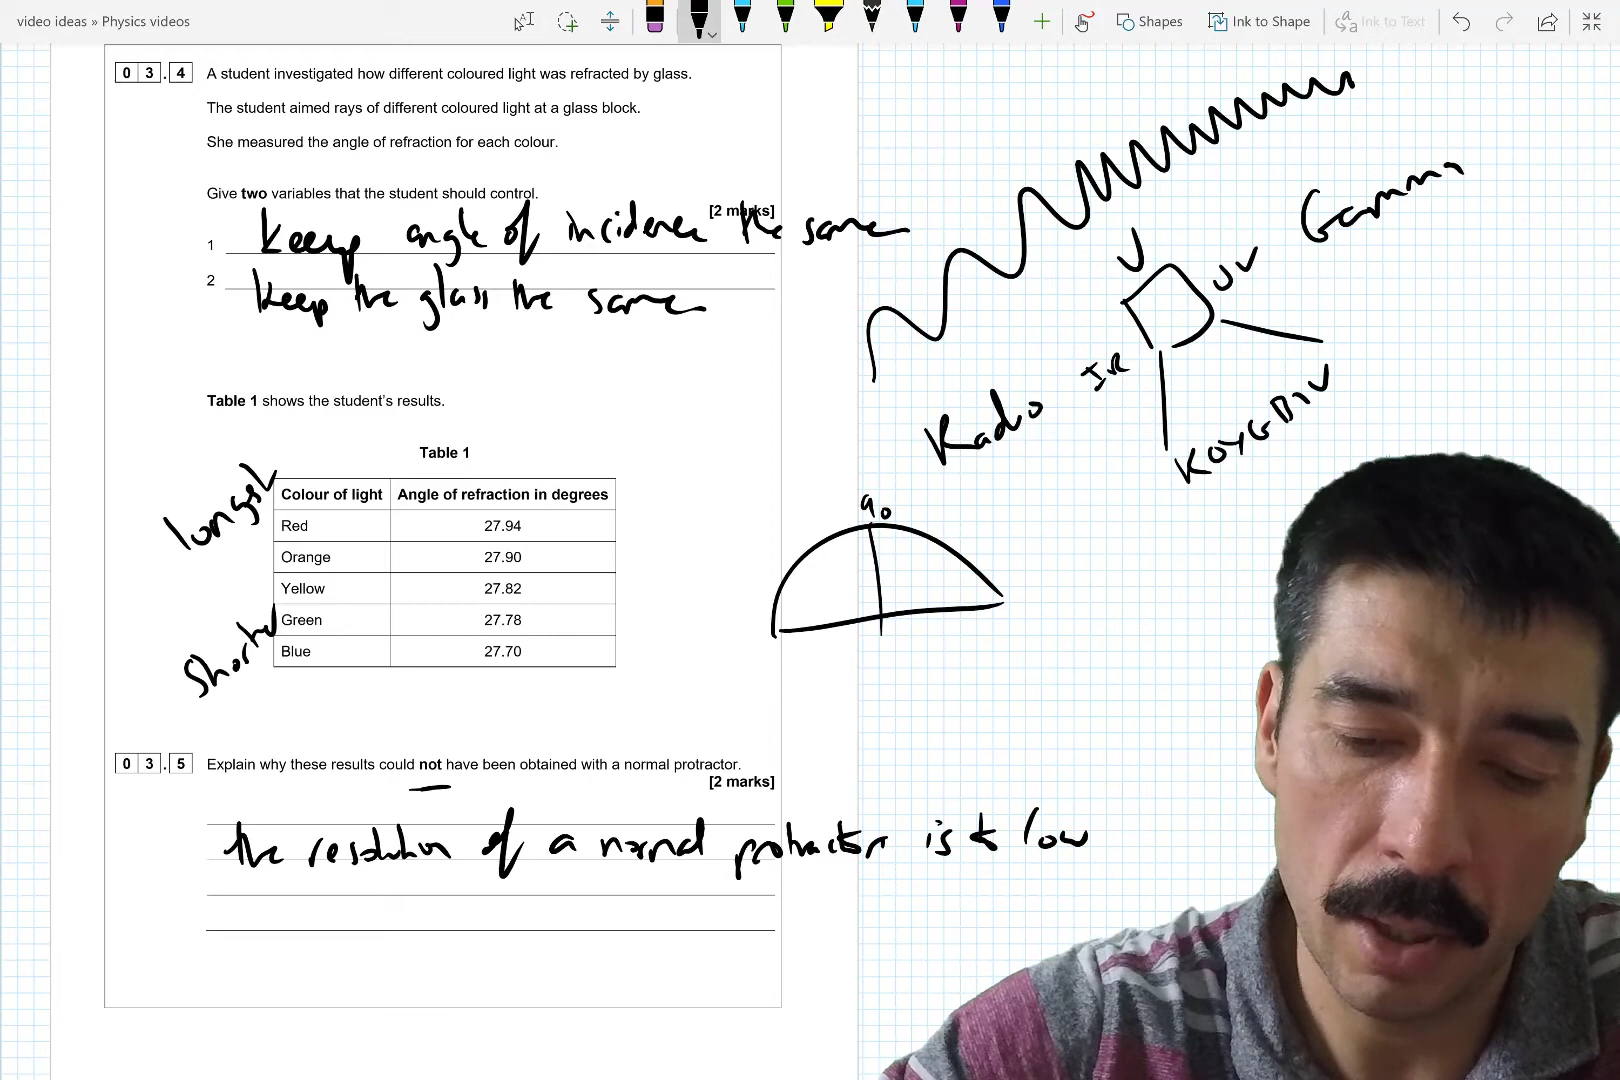 video ideas » Physics videos
Shapes
Ink to Shape
Ink to Text
0 3 . 4 A student investigated how different coloured light was refracted by glass.
The student aimed rays of different coloured light at a glass block.
She measured the angle of refraction for each colour.
Give two variables that the student should control.
[2 marks]
1 Keep angle of incidence the same
2 Keep the glass the same
Gamma
UV
IR
Radio
ROYGBIV
Table 1 shows the student's results.
Table 1
longest
Colour of light Angle of refraction in degrees
Red 27.94
Orange 27.90
Yellow 27.82
Green 27.78
Blue 27.70
90
0 3 . 5 Explain why these results could not have been obtained with a normal protractor.
[2 marks]
the resolution of a normal protractor is low